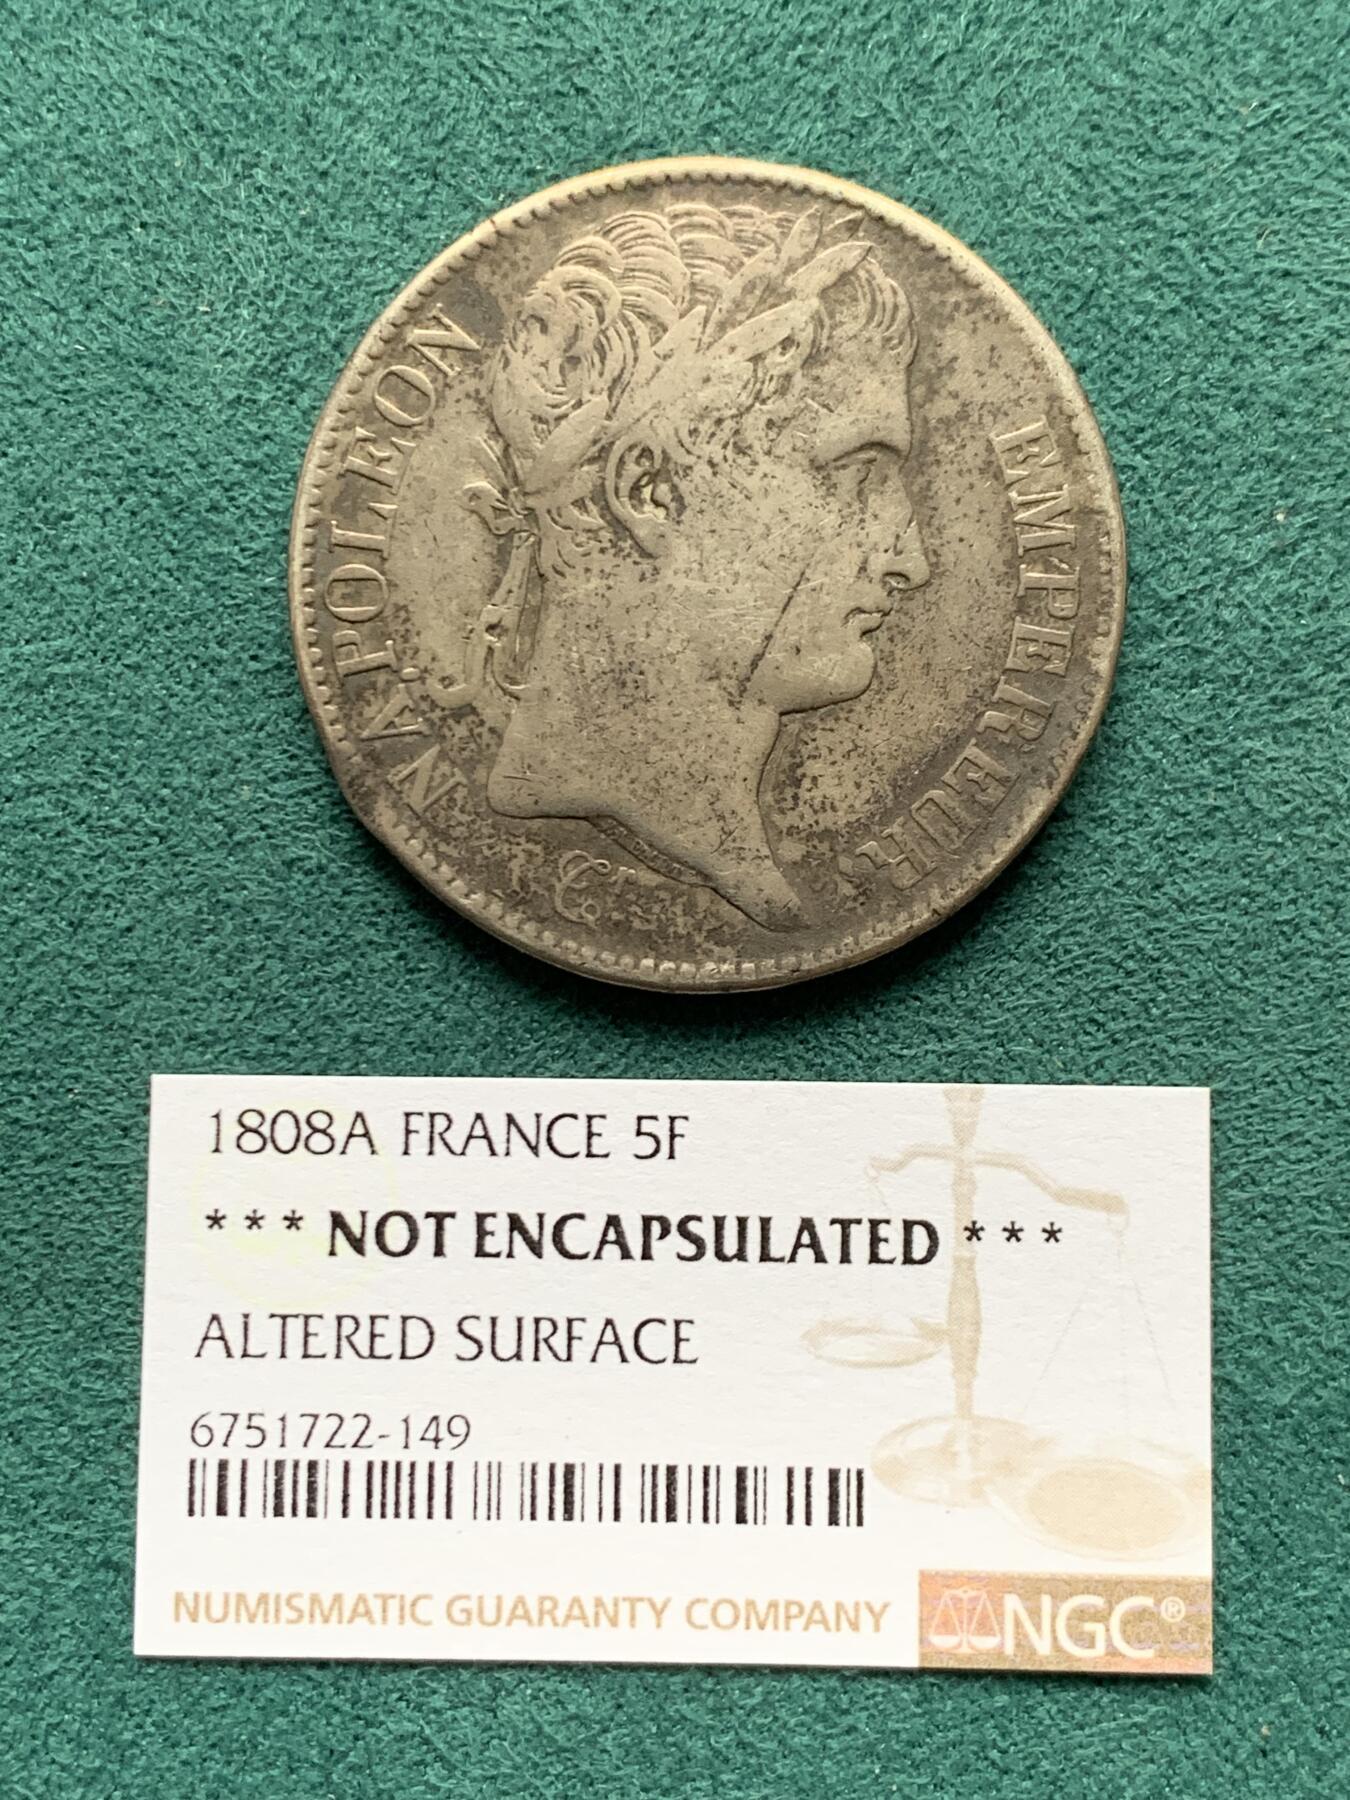 NAPOLEON
EMPEREUR.
1808A FRANCE 5F
*** NOT ENCAPSULATED ***
ALTERED SURFACE
6751722-149
NUMISMATIC GUARANTY COMPANY
NGC®